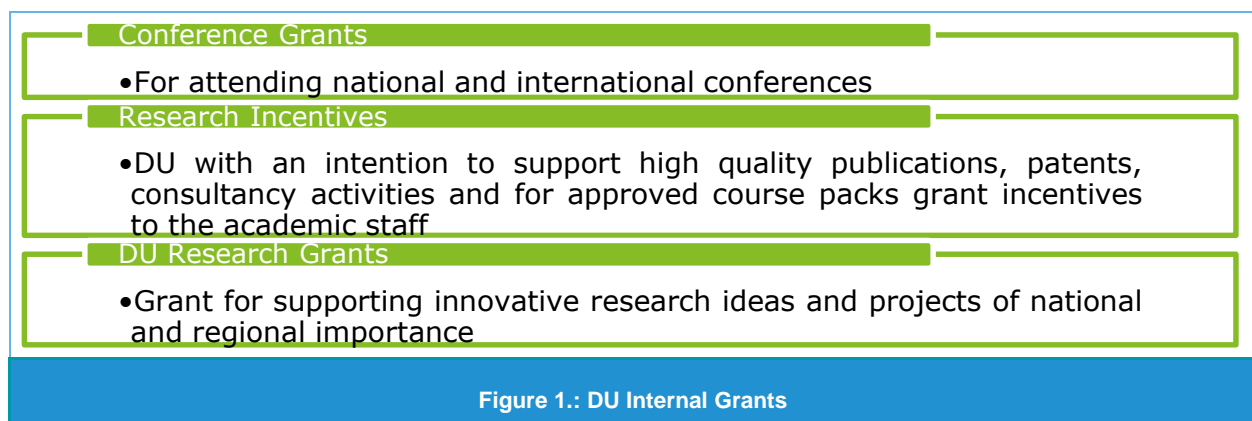 Conference Grants
•For attending national and international conferences
Research Incentives
•DU with an intention to support high quality publications, patents,
consultancy activities and for approved course packs grant incentives
to the academic staff
DU Research Grants
•Grant for supporting innovative research ideas and projects of national
and regional importance
Figure 1.: DU Internal Grants